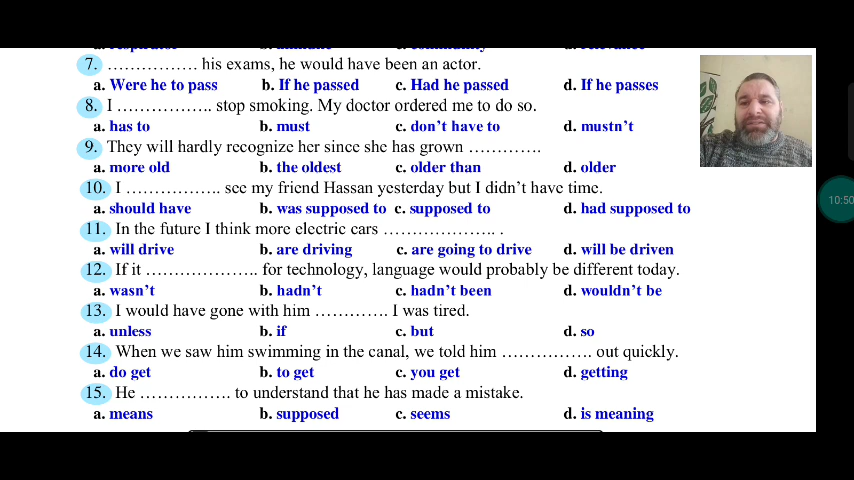 a. respirator b. immune c. community d. relevance
7. ................ his exams, he would have been an actor.
a. Were he to pass b. If he passed c. Had he passed d. If he passes
8. I ................ stop smoking. My doctor ordered me to do so.
a. has to b. must c. don't have to d. mustn't
9. They will hardly recognize her since she has grown .............
a. more old b. the oldest c. older than d. older
10. I ................ see my friend Hassan yesterday but I didn't have time.
a. should have b. was supposed to c. supposed to d. had supposed to
11. In the future I think more electric cars ................... .
a. will drive b. are driving c. are going to drive d. will be driven
12. If it ................... for technology, language would probably be different today.
a. wasn't b. hadn't c. hadn't been d. wouldn't be
13. I would have gone with him ............. I was tired.
a. unless b. if c. but d. so
14. When we saw him swimming in the canal, we told him ................ out quickly.
a. do get b. to get c. you get d. getting
15. He ................ to understand that he has made a mistake.
a. means b. supposed c. seems d. is meaning
10:50